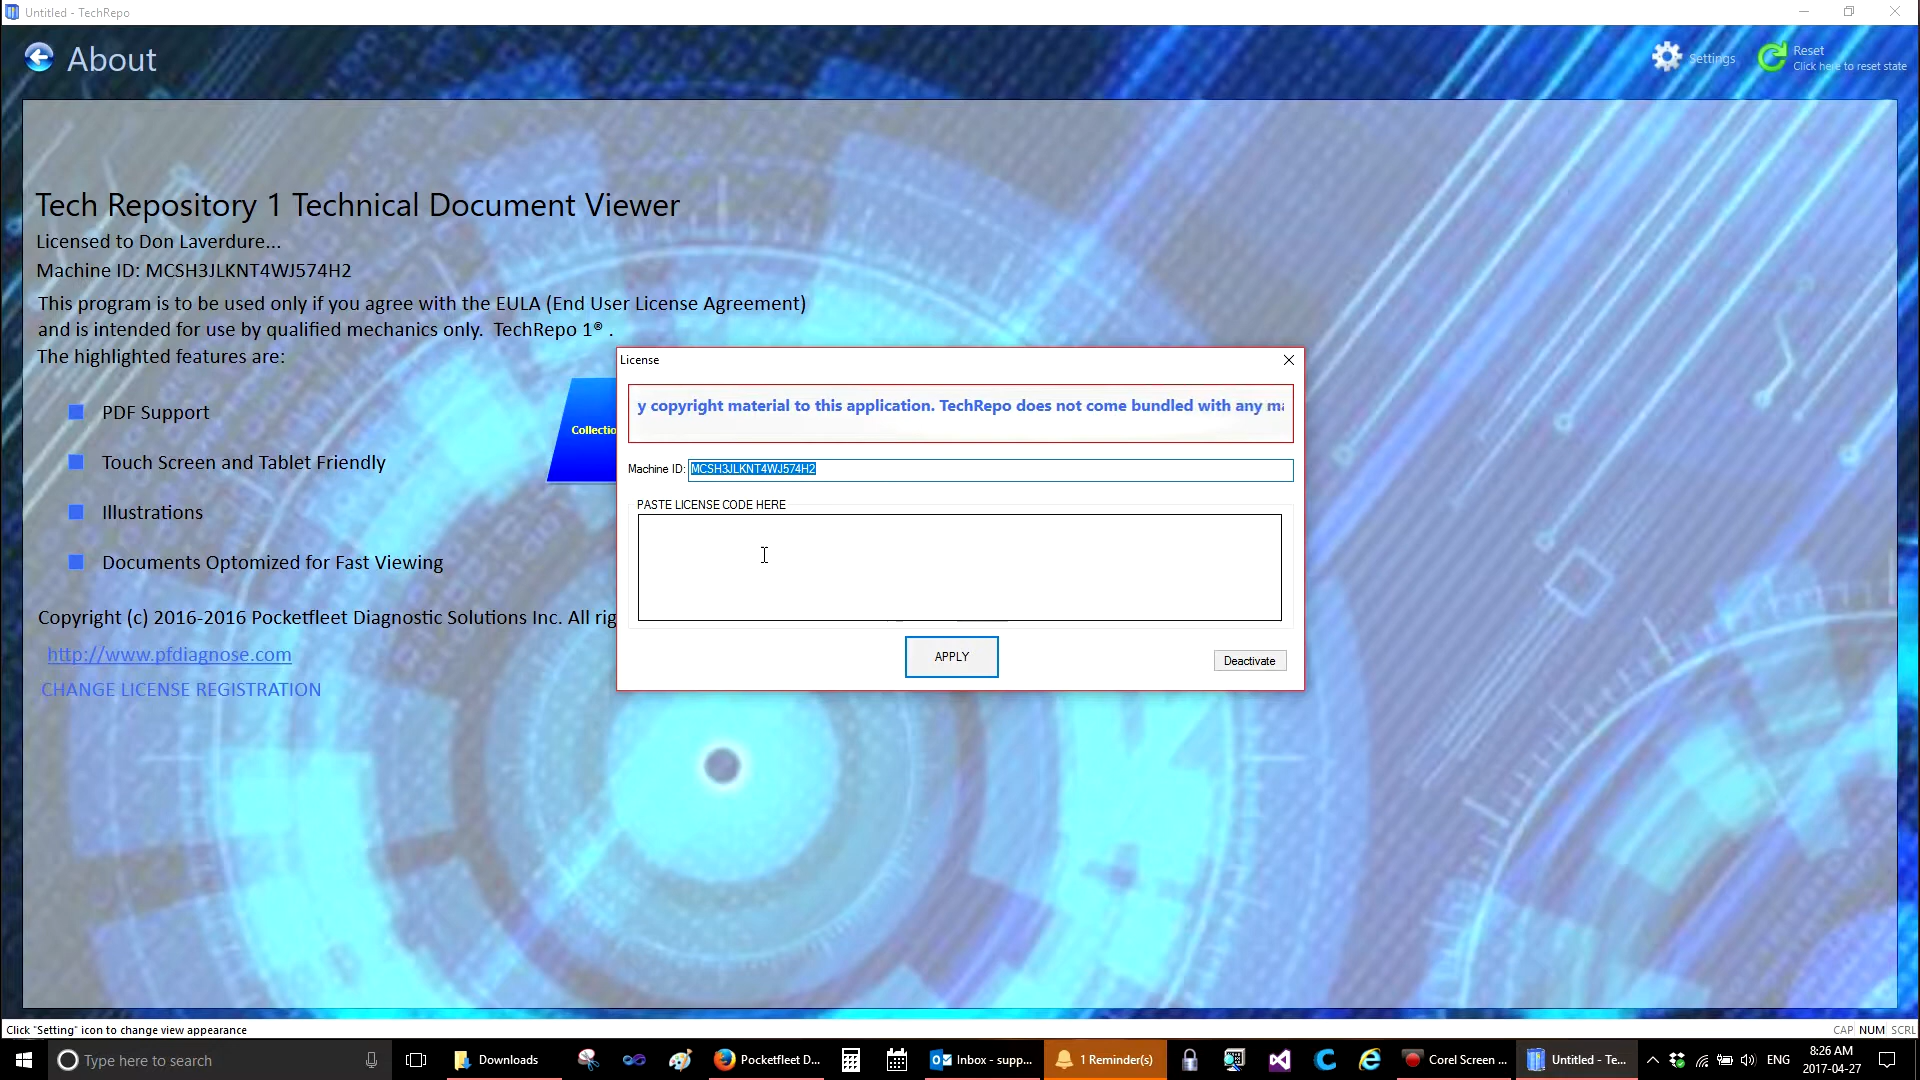 Untitled - TechRepo
About
Settings
Reset
Click here to reset state
Tech Repository 1 Technical Document Viewer
Licensed to Don Laverdure...
Machine ID: MCSH3JLKNT4WJ574H2
This program is to be used only if you agree with the EULA (End User License Agreement)
and is intended for use by qualified mechanics only. TechRepo 1® .
The highlighted features are:
PDF Support
Touch Screen and Tablet Friendly
Illustrations
Documents Optomized for Fast Viewing
Collectio
Copyright (c) 2016-2016 Pocketfleet Diagnostic Solutions Inc. All rig
http://www.pfdiagnose.com
CHANGE LICENSE REGISTRATION
License
y copyright material to this application. TechRepo does not come bundled with any ma
Machine ID: MCSH3JLKNT4WJ574H2
PASTE LICENSE CODE HERE
APPLY
Deactivate
Click "Setting" icon to change view appearance
CAP NUM SCRL
Type here to search
Downloads
Pocketfleet D...
Inbox - supp...
1 Reminder(s)
Corel Screen ...
Untitled - Te...
ENG
8:26 AM
2017-04-27